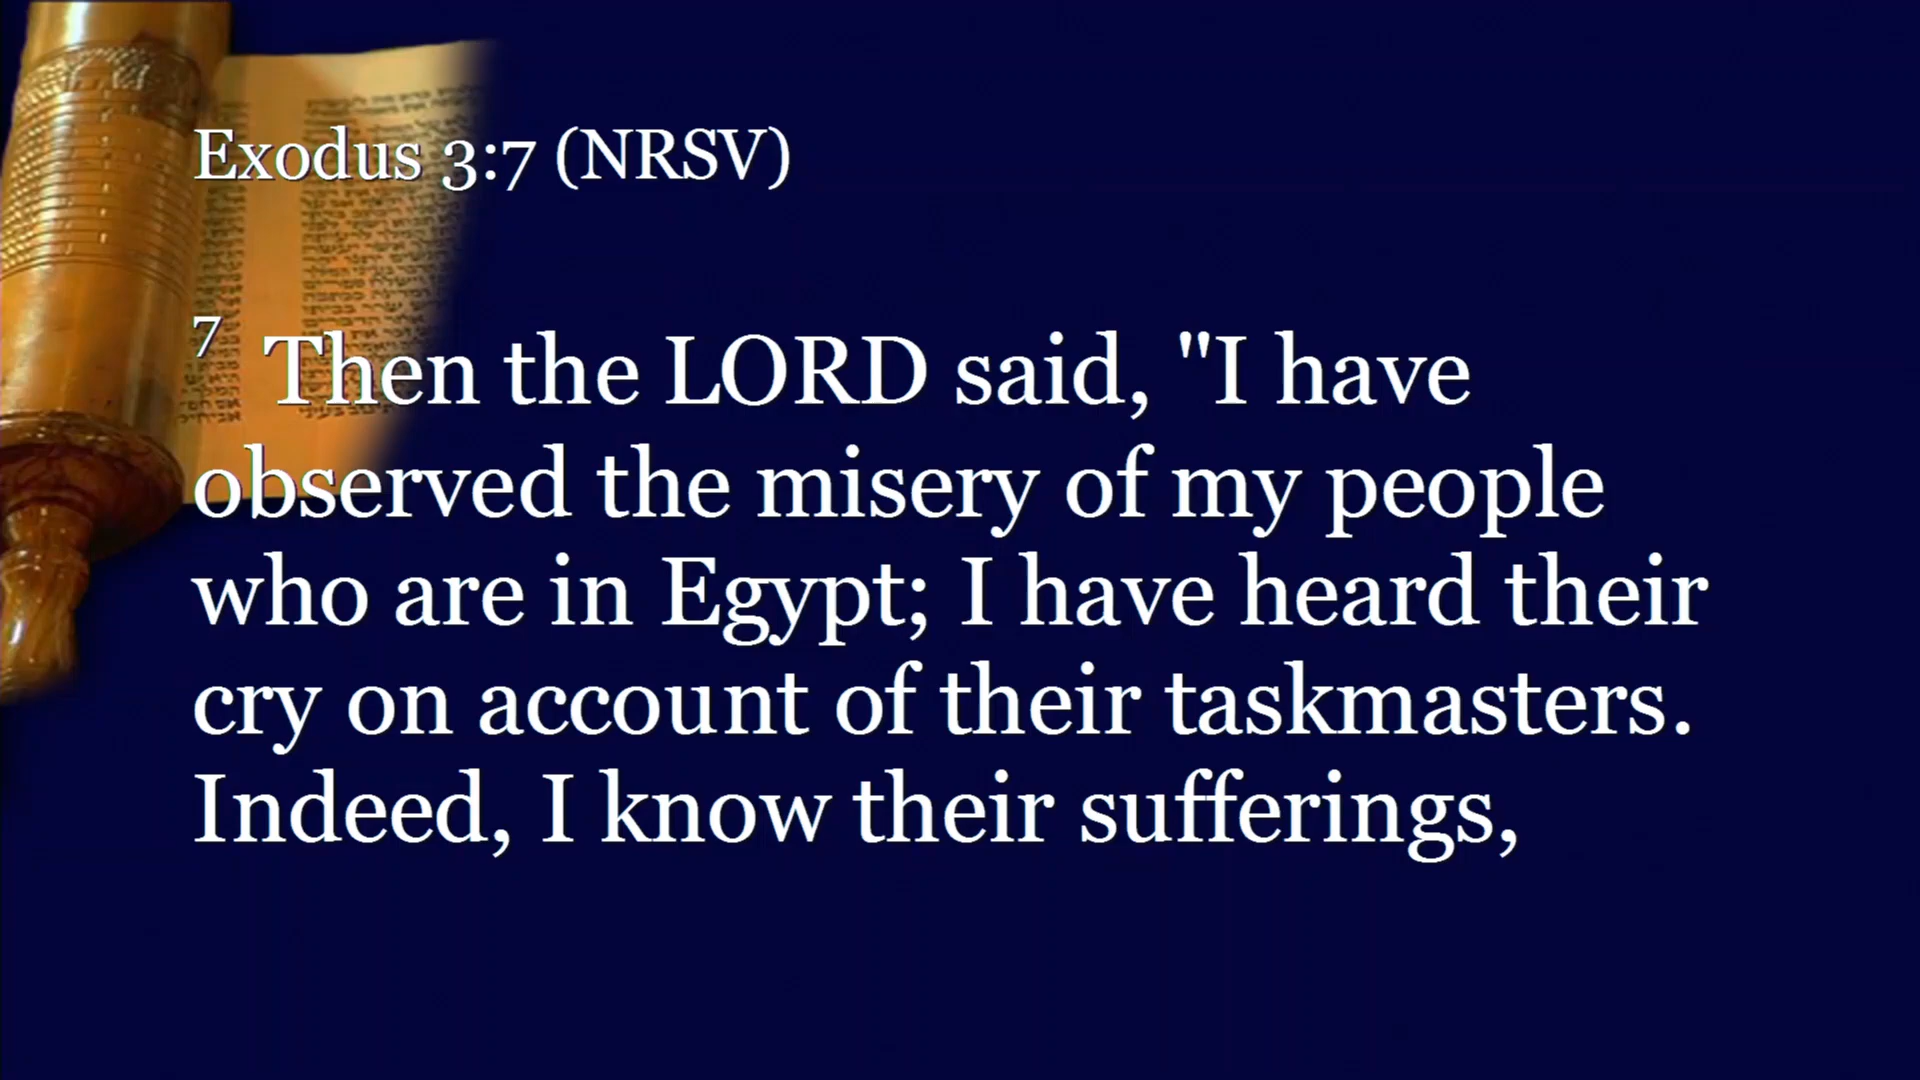 Exodus 3:7 (NRSV)
7 Then the LORD said, "I have
observed the misery of my people
who are in Egypt; I have heard their
cry on account of their taskmasters.
Indeed, I know their sufferings,